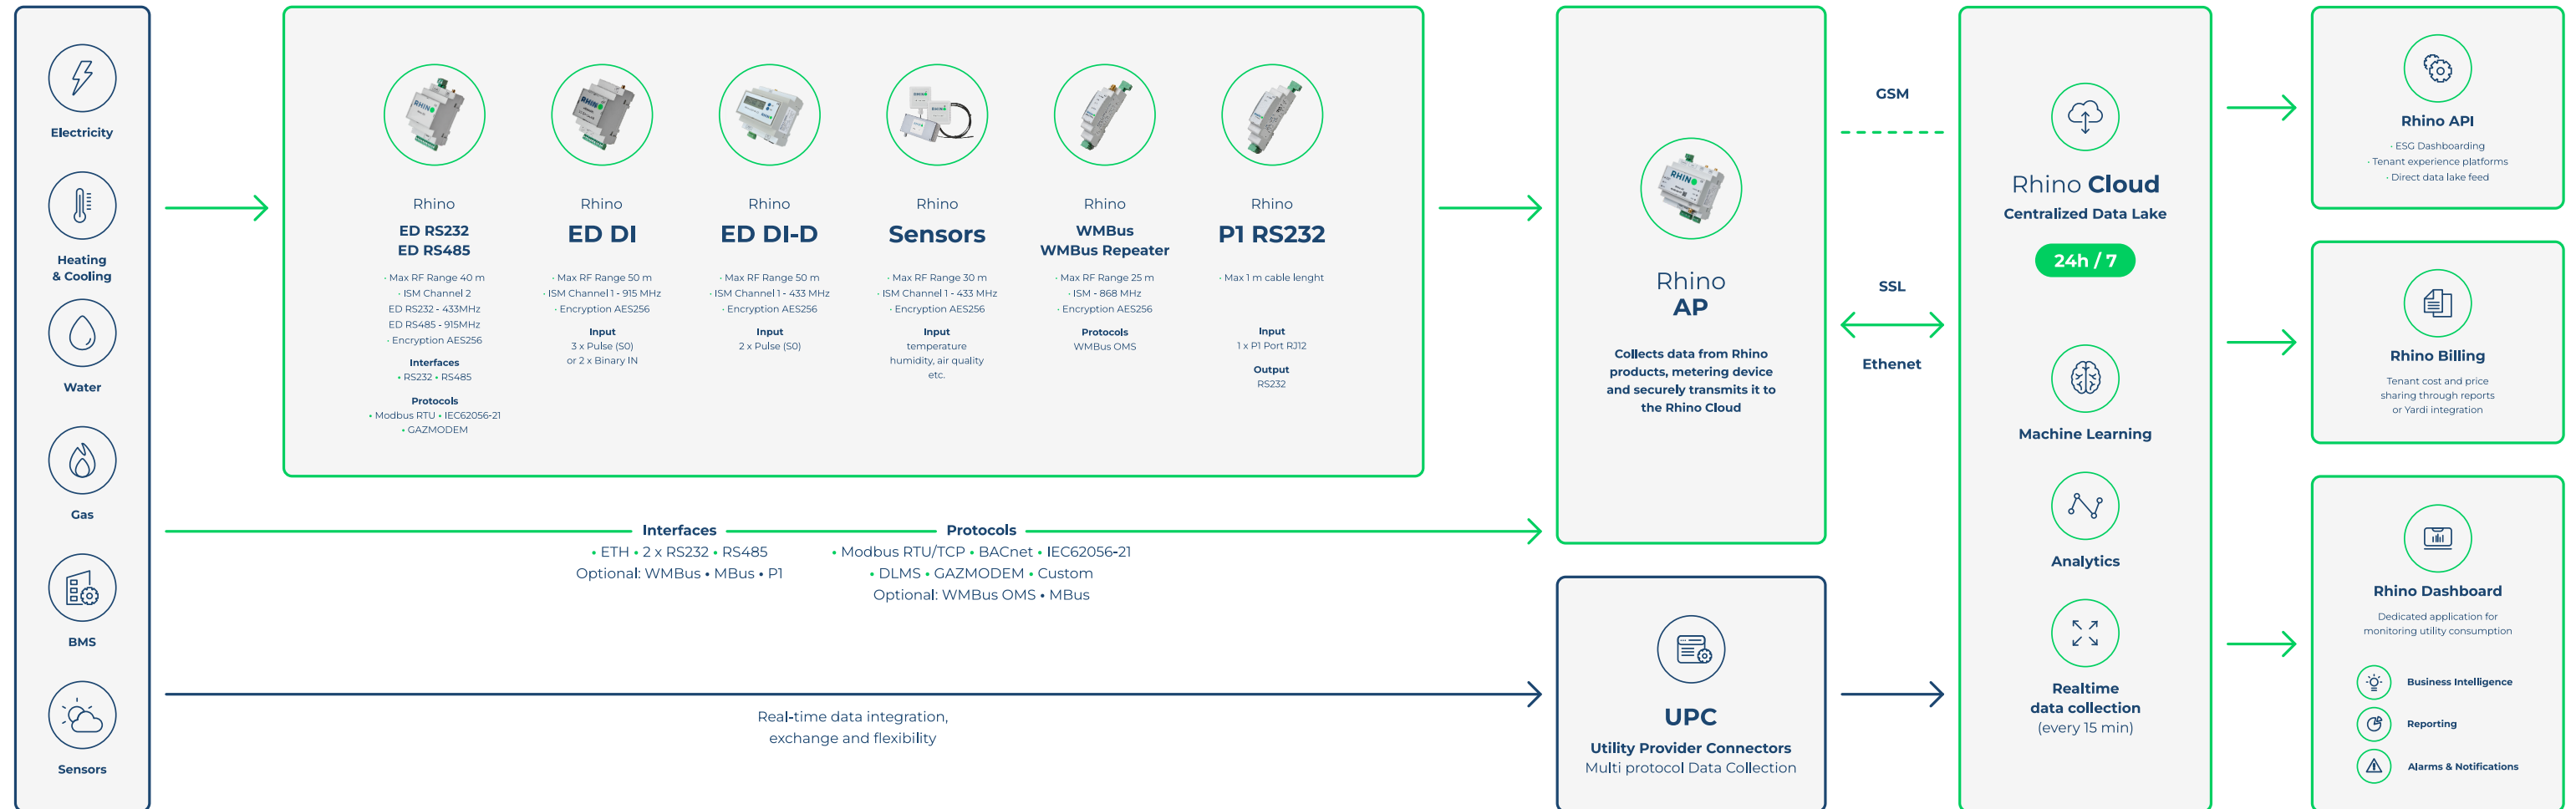 Electricity
Heating
& Cooling
Water
Gas
BMS
Sensors
Rhino
ED RS232
ED RS485
· Max RF Range 40 m
· ISM Channel 2
ED RS232 - 433MHz
ED RS485 - 915MHz
· Encryption AES256
Interfaces
• RS232 • RS485
Protocols
• Modbus RTU • IEC62056-21
• GAZMODEM
Rhino
ED DI
· Max RF Range 50 m
· ISM Channel 1 - 915 MHz
· Encryption AES256
Input
3 x Pulse (S0)
or 2 x Binary IN
Rhino
ED DI-D
· Max RF Range 50 m
· ISM Channel 1 - 433 MHz
· Encryption AES256
Input
2 x Pulse (S0)
Rhino
Sensors
· Max RF Range 30 m
· ISM Channel 1 - 433 MHz
· Encryption AES256
Input
temperature
humidity, air quality
etc.
Rhino
WMBus
WMBus Repeater
· Max RF Range 25 m
· ISM - 868 MHz
· Encryption AES256
Protocols
WMBus OMS
Rhino
P1 RS232
· Max 1 m cable lenght
Input
1 x P1 Port RJ12
Output
RS232
Interfaces
• ETH • 2 x RS232 • RS485
Optional: WMBus • MBus • P1
Protocols
• Modbus RTU/TCP • BACnet • IEC62056-21
• DLMS • GAZMODEM • Custom
Optional: WMBus OMS • MBus
Real-time data integration,
exchange and flexibility
RHINO
Rhino
AP
Collects data from Rhino
products, metering device
and securely transmits it to
the Rhino Cloud
UPC
Utility Provider Connectors
Multi protocol Data Collection
GSM
SSL
Ethenet
Rhino Cloud
Centralized Data Lake
24h / 7
Machine Learning
Analytics
Realtime
data collection
(every 15 min)
Rhino API
· ESG Dashboarding
· Tenant experience platforms
· Direct data lake feed
Rhino Billing
Tenant cost and price
sharing through reports
or Yardi integration
Rhino Dashboard
Dedicated application for
monitoring utility consumption
Business Intelligence
Reporting
Alarms & Notifications